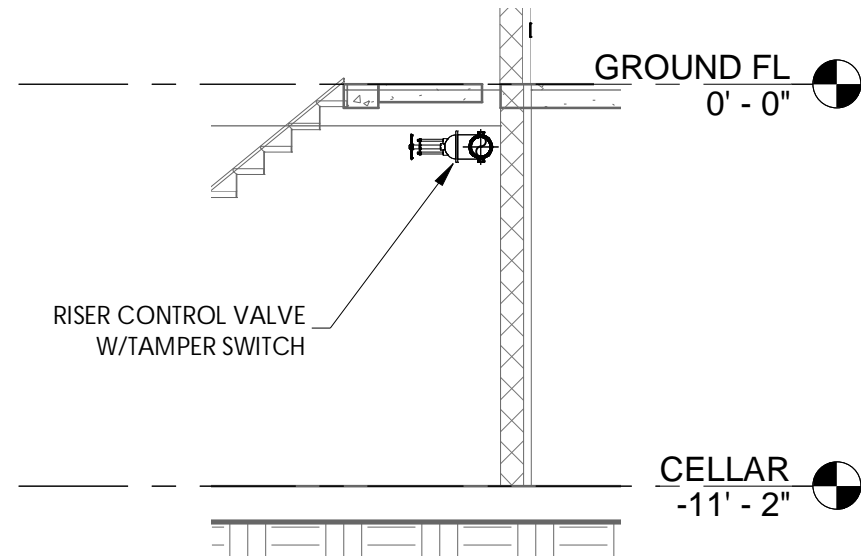 GROUND FL
0' - 0"
RISER CONTROL VALVE
W/TAMPER SWITCH
CELLAR
-11' - 2"